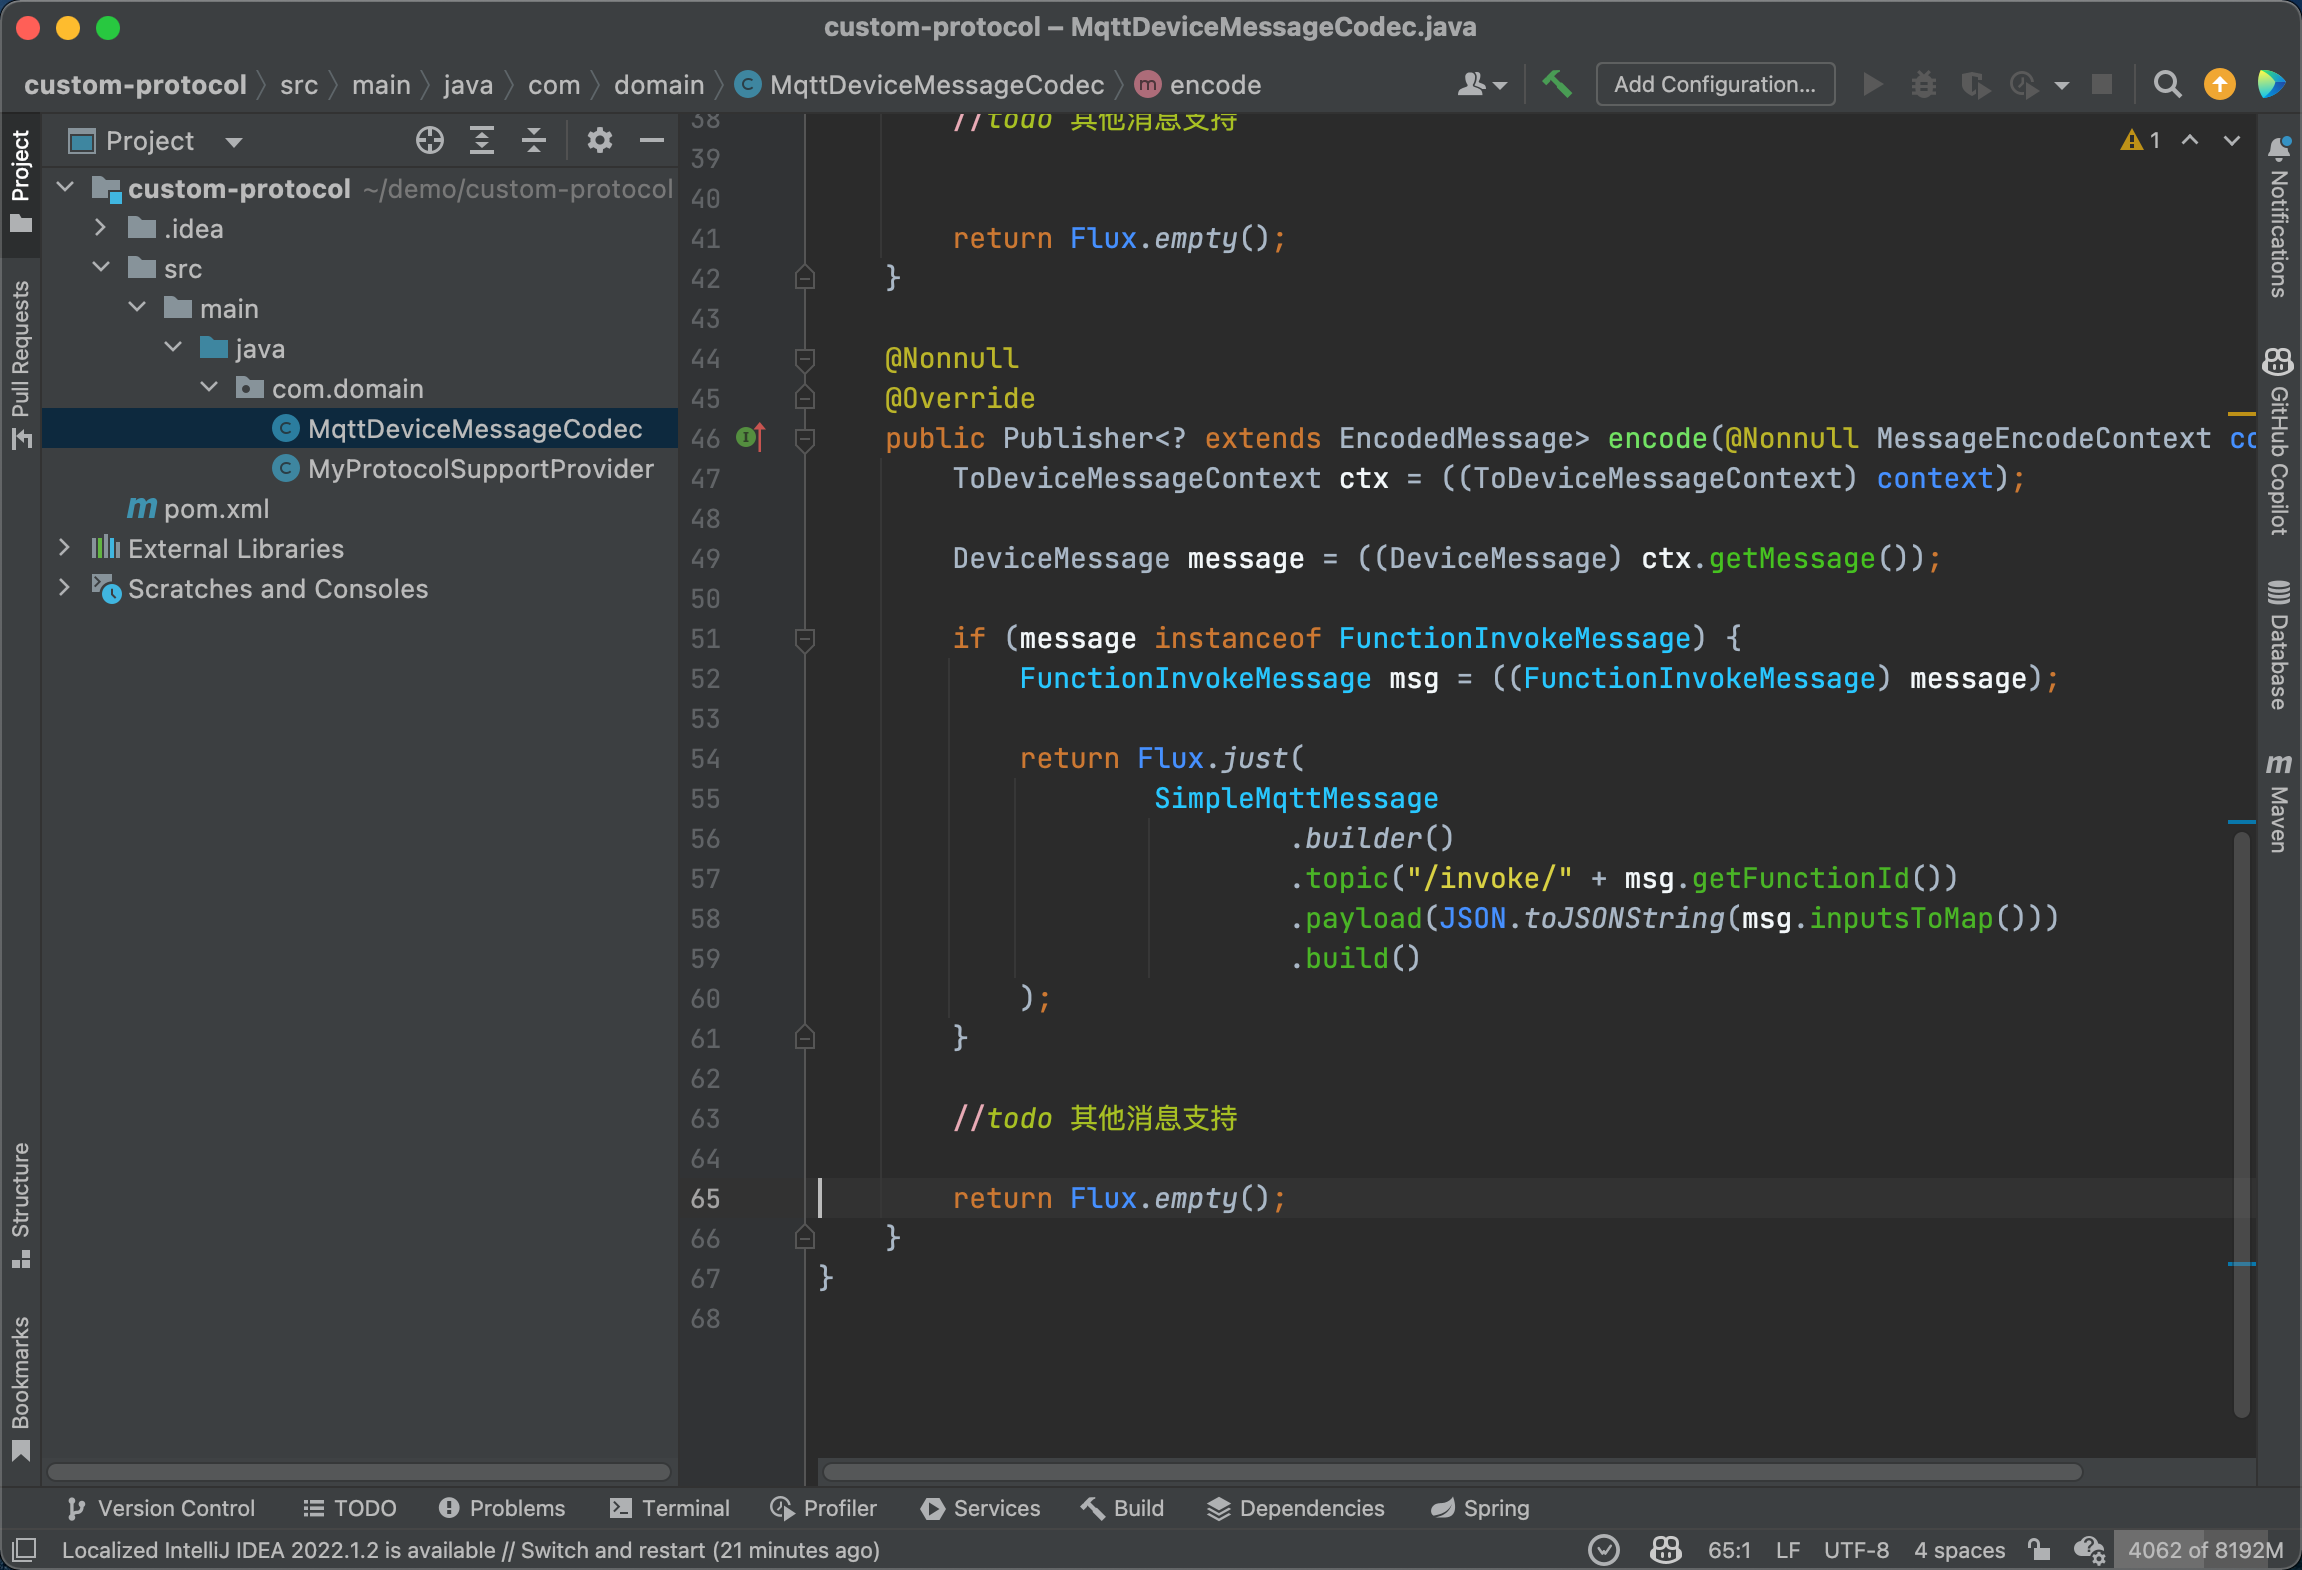 custom-protocol – MqttDeviceMessageCodec.java
custom-protocol src main java com domain MqttDeviceMessageCodec encode
Add Configuration...
Project
Project
Pull Requests
Structure
Bookmarks
custom-protocol ~/demo/custom-protocol
.idea
src
main
java
com.domain
MqttDeviceMessageCodec
MyProtocolSupportProvider
pom.xml
External Libraries
Scratches and Consoles
1
38 //todo 其他消息支持
39
40
41 return Flux.empty();
42 }
43
44 @Nonnull
45 @Override
46 public Publisher<? extends EncodedMessage> encode(@Nonnull MessageEncodeContext co
47 ToDeviceMessageContext ctx = ((ToDeviceMessageContext) context);
48
49 DeviceMessage message = ((DeviceMessage) ctx.getMessage());
50
51 if (message instanceof FunctionInvokeMessage) {
52 FunctionInvokeMessage msg = ((FunctionInvokeMessage) message);
53
54 return Flux.just(
55 SimpleMqttMessage
56 .builder()
57 .topic("/invoke/" + msg.getFunctionId())
58 .payload(JSON.toJSONString(msg.inputsToMap()))
59 .build()
60 );
61 }
62
63 //todo 其他消息支持
64
65 return Flux.empty();
66 }
67 }
68
Notifications
GitHub Copilot
Database
Maven
Version Control TODO Problems Terminal Profiler Services Build Dependencies Spring
Localized IntelliJ IDEA 2022.1.2 is available // Switch and restart (21 minutes ago) 65:1 LF UTF-8 4 spaces 4062 of 8192M